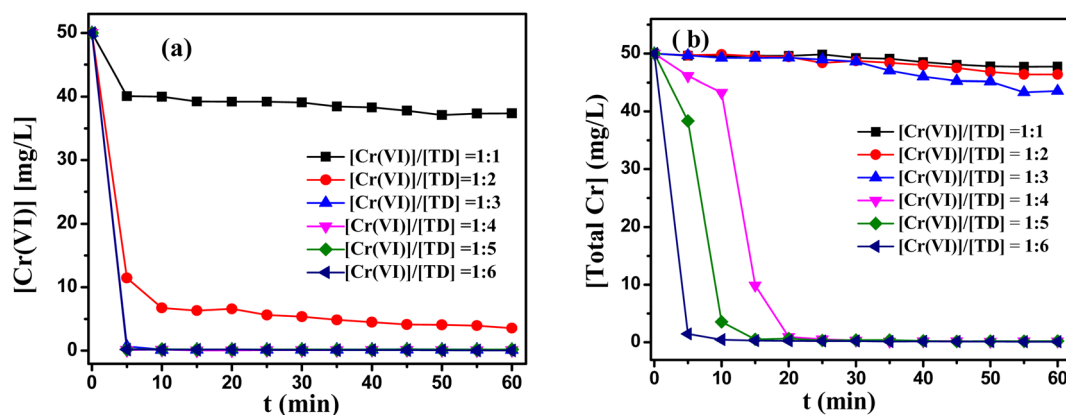 (a)
[Cr(VI)] [mg/L]
50
40
30
20
10
0
[Cr(VI)]/[TD] =1:1
[Cr(VI)]/[TD]=1:2
[Cr(VI)]/[TD] =1:3
[Cr(VI)]/[TD] =1:4
[Cr(VI)]/[TD] =1:5
[Cr(VI)]/[TD] =1:6
0 10 20 30 40 50 60
t (min)
( b)
[Total Cr] (mg/L)
60
50
40
30
20
10
0
[Cr(VI)]/[TD] =1:1
[Cr(VI)]/[TD] = 1:2
[Cr(VI)]/[TD] = 1:3
[Cr(VI)]/[TD] = 1:4
[Cr(VI)]/[TD] = 1:5
[Cr(VI)]/[TD] = 1:6
0 10 20 30 40 50 60
t (min)